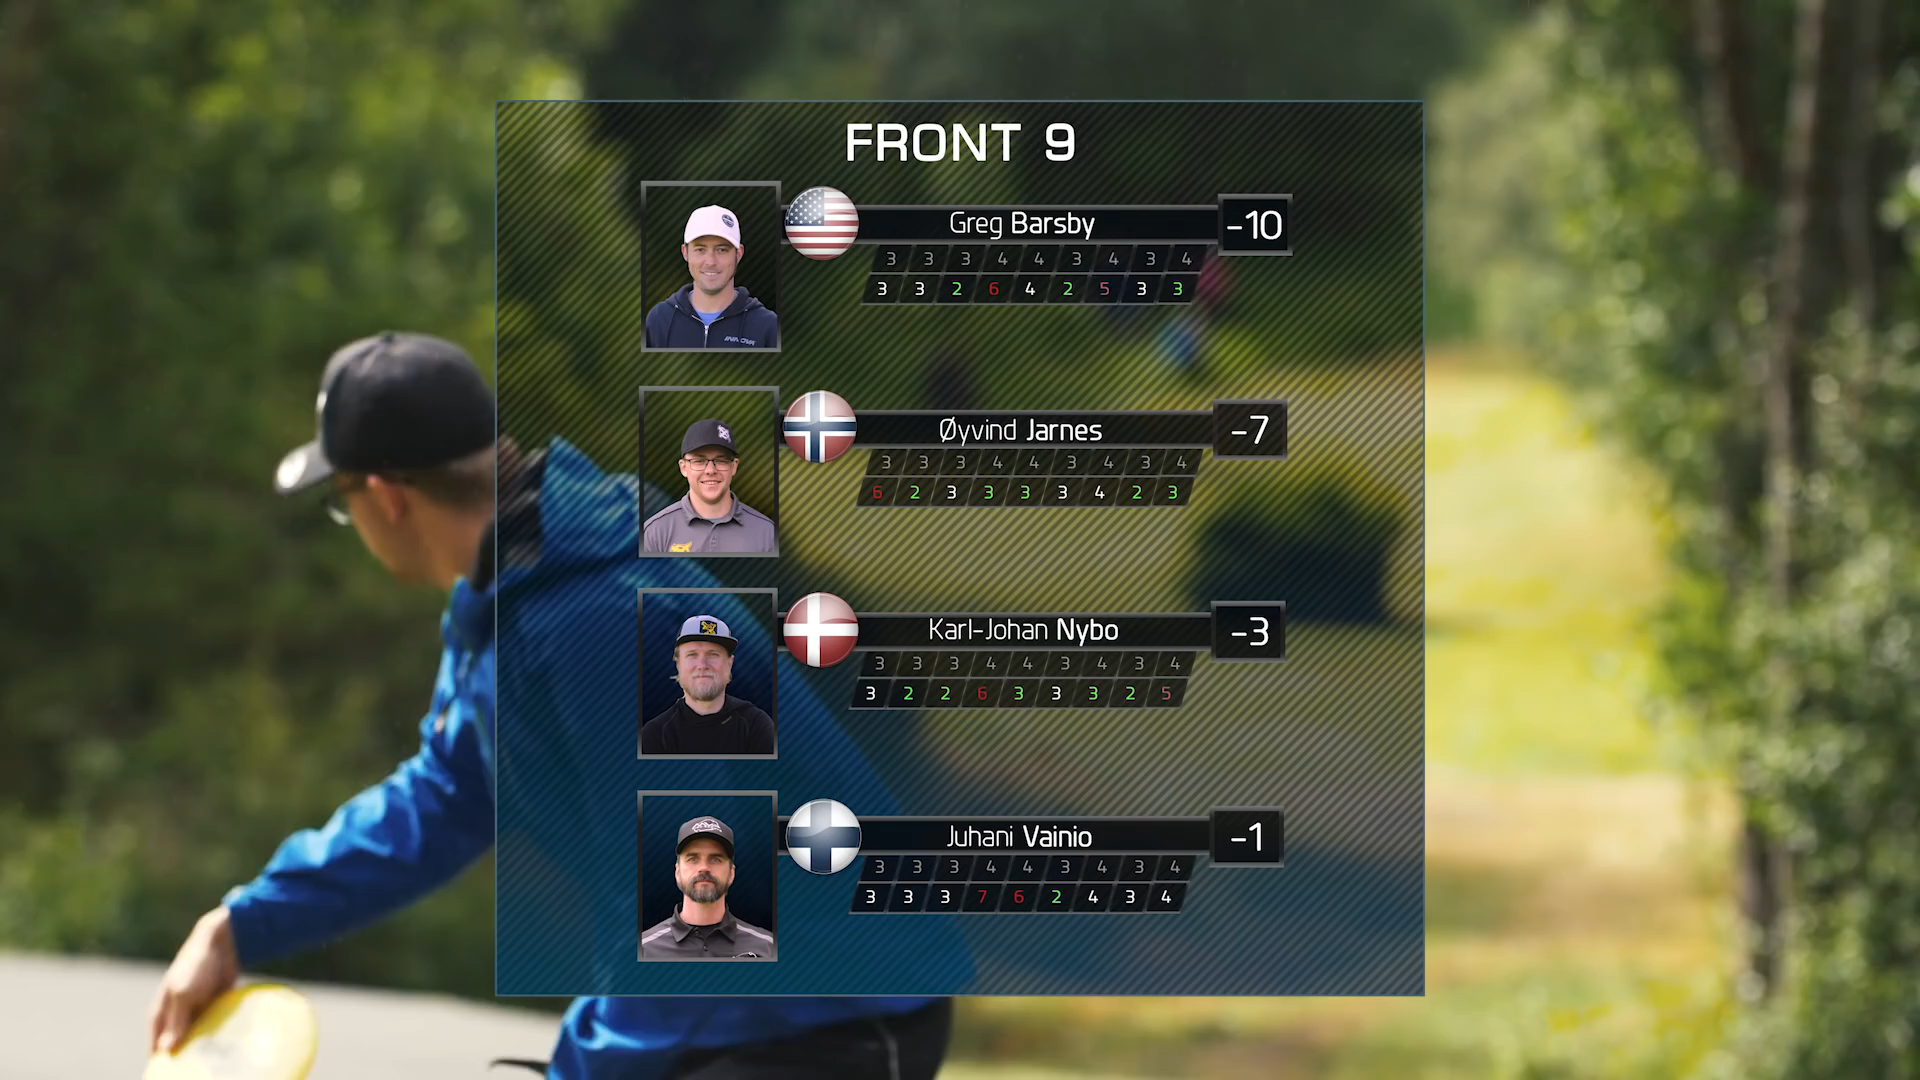 FRONT 9
Greg Barsby -10
3 3 3 4 4 3 4 3 4
3 3 2 6 4 2 5 3 3
Øyvind Jarnes -7
3 3 3 4 4 3 4 3 4
6 2 3 3 3 3 4 2 3
Karl-Johan Nybo -3
3 3 3 4 4 3 4 3 4
3 2 2 6 3 3 3 2 5
Juhani Vainio -1
3 3 3 4 4 3 4 3 4
3 3 3 7 6 2 4 3 4